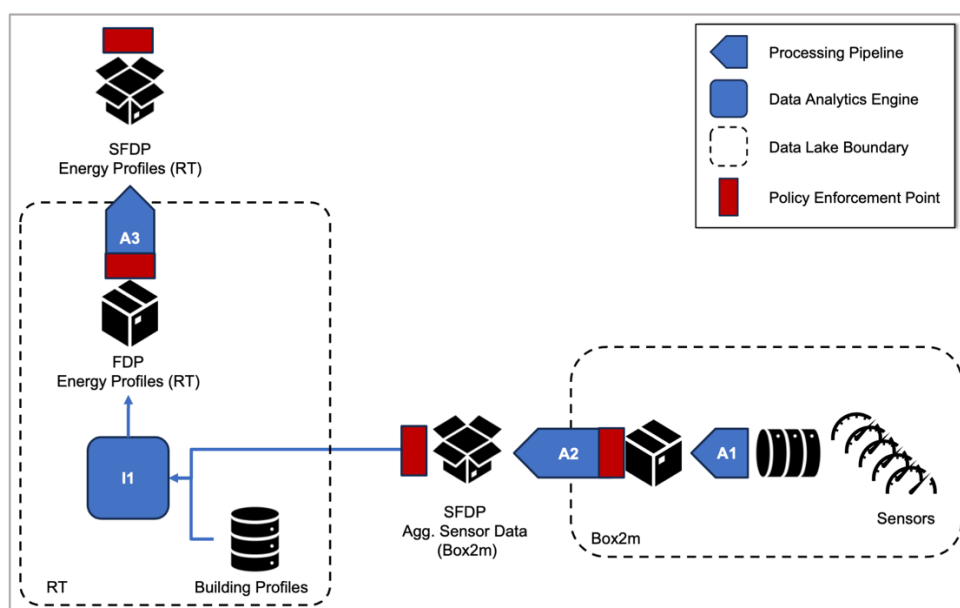 Processing Pipeline
Data Analytics Engine
Data Lake Boundary
Policy Enforcement Point
SFDP
Energy Profiles (RT)
A3
FDP
Energy Profiles (RT)
I1
Building Profiles
RT
SFDP
Agg. Sensor Data
(Box2m)
A2
A1
Sensors
Box2m